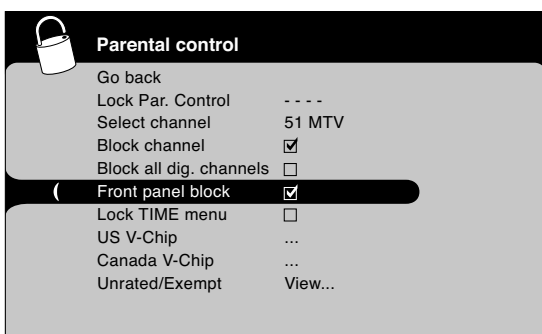 Parental control
Go back
Lock Par. Control - - - -
Select channel 51 MTV
Block channel
Block all dig. channels
Front panel block
Lock TIME menu
US V-Chip ...
Canada V-Chip ...
Unrated/Exempt View...